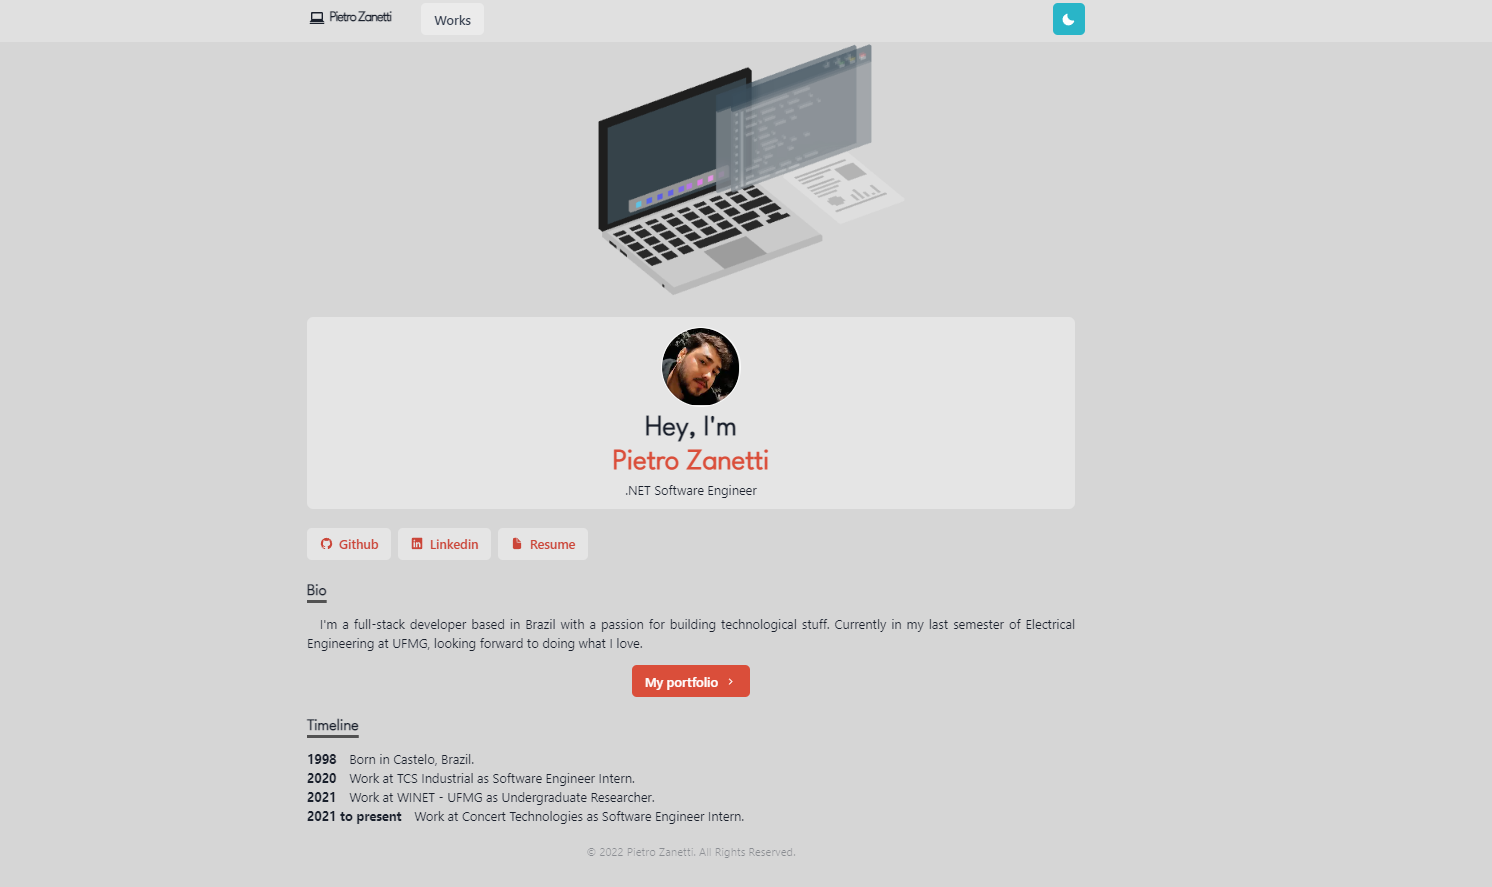 Pietro Zanetti
Works
Hey, I'm
Pietro Zanetti
.NET Software Engineer
Github
Linkedin
Resume
Bio
I'm a full-stack developer based in Brazil with a passion for building technological stuff. Currently in my last semester of Electrical
Engineering at UFMG, looking forward to doing what I love.
My portfolio
Timeline
1998 Born in Castelo, Brazil.
2020 Work at TCS Industrial as Software Engineer Intern.
2021 Work at WINET - UFMG as Undergraduate Researcher.
2021 to present Work at Concert Technologies as Software Engineer Intern.
© 2022 Pietro Zanetti. All Rights Reserved.